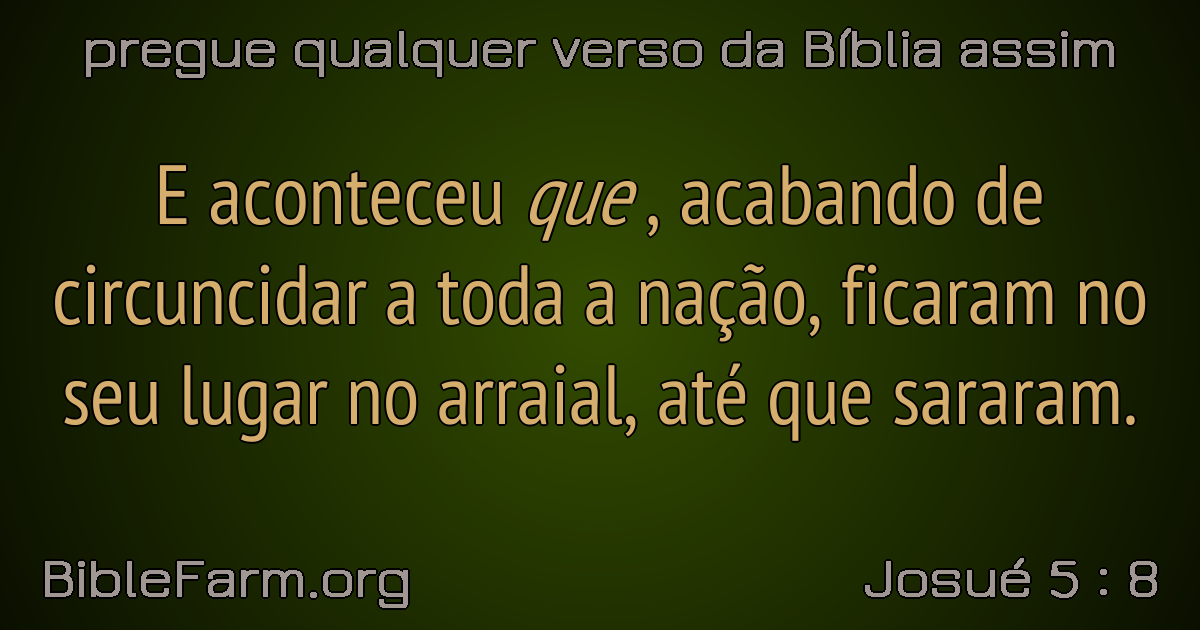 pregue qualquer verso da Bíblia assim
E aconteceu que , acabando de
circuncidar a toda a nação, ficaram no
seu lugar no arraial, até que sararam.
BibleFarm.org
Josué 5 : 8